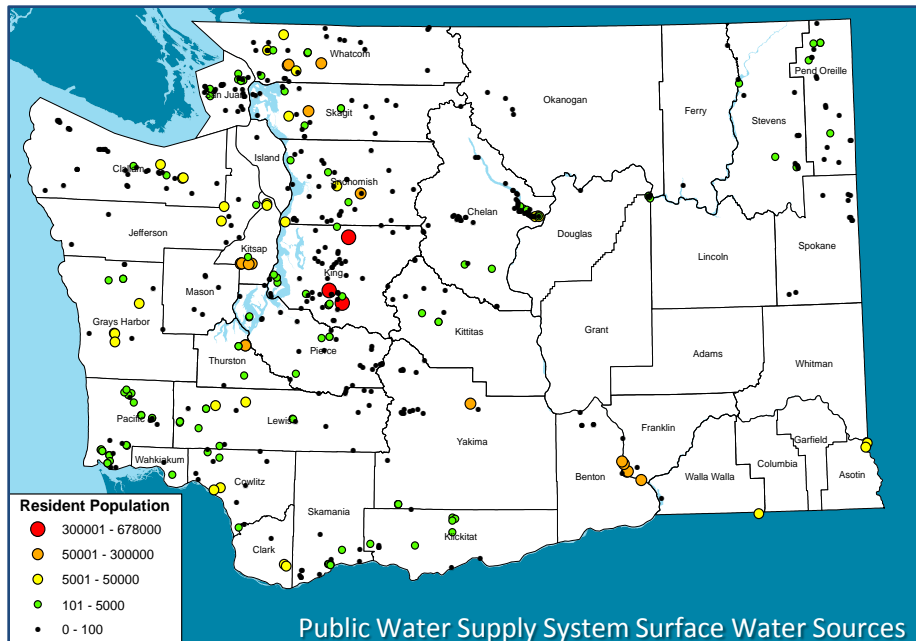 Whatcom
San Juan
Skagit
Okanogan
Ferry
Pend Oreille
Stevens
Island
Clallam
Snohomish
Chelan
Douglas
Jefferson
Kitsap
King
Lincoln
Spokane
Mason
Grays Harbor
Kittitas
Grant
Thurston
Pierce
Adams
Whitman
Pacific
Lewis
Yakima
Franklin
Garfield
Wahkiakum
Benton
Walla Walla
Columbia
Asotin
Cowlitz
Skamania
Klickitat
Clark
Resident Population
300001 - 678000
50001 - 300000
5001 - 50000
101 - 5000
0 - 100
Public Water Supply System Surface Water Sources